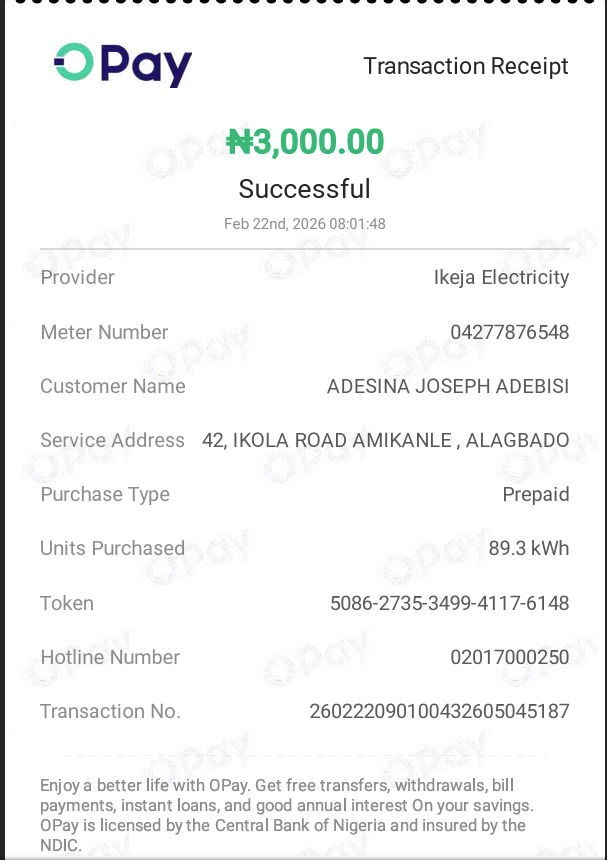 OPay Transaction Receipt
₦3,000.00
Successful
Feb 22nd, 2026 08:01:48
Provider Ikeja Electricity
Meter Number 04277876548
Customer Name ADESINA JOSEPH ADEBISI
Service Address 42, IKOLA ROAD AMIKANLE , ALAGBADO
Purchase Type Prepaid
Units Purchased 89.3 kWh
Token 5086-2735-3499-4117-6148
Hotline Number 02017000250
Transaction No. 260222090100432605045187
Enjoy a better life with OPay. Get free transfers, withdrawals, bill
payments, instant loans, and good annual interest On your savings.
OPay is licensed by the Central Bank of Nigeria and insured by the
NDIC.